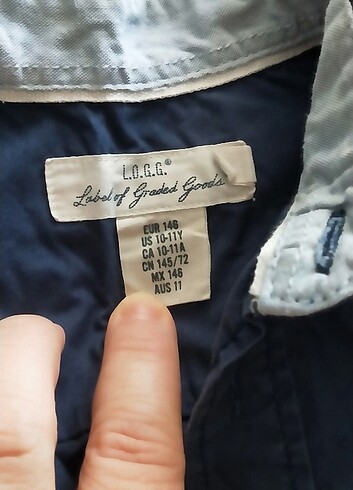 L.O.G.G.®
Label of Graded Goods
EUR 146
US 10-11Y
CA 10-11A
CN 145/72
MX 146
AUS 11